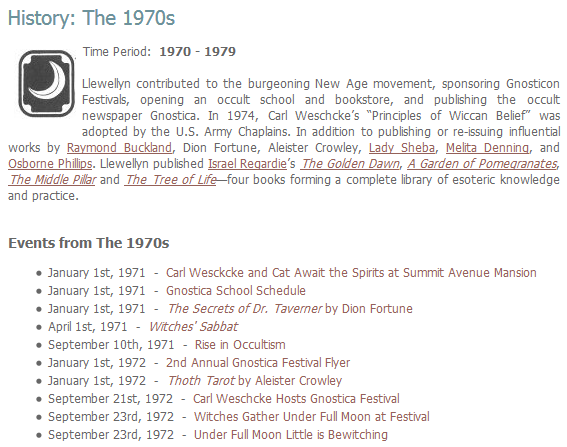 History: The 1970s
Time Period: 1970 - 1979
Llewellyn contributed to the burgeoning New Age movement, sponsoring Gnosticon
Festivals, opening an occult school and bookstore, and publishing the occult
newspaper Gnostica. In 1974, Carl Weschcke's “Principles of Wiccan Belief” was
adopted by the U.S. Army Chaplains. In addition to publishing or re-issuing influential
works by Raymond Buckland, Dion Fortune, Aleister Crowley, Lady Sheba, Melita Denning, and
Osborne Phillips. Llewellyn published Israel Regardie's The Golden Dawn, A Garden of Pomegranates,
The Middle Pillar and The Tree of Life—four books forming a complete library of esoteric knowledge
and practice.
Events from The 1970s
• January 1st, 1971 - Carl Wesckcke and Cat Await the Spirits at Summit Avenue Mansion
• January 1st, 1971 - Gnostica School Schedule
• January 1st, 1971 - The Secrets of Dr. Taverner by Dion Fortune
• April 1st, 1971 - Witches' Sabbat
• September 10th, 1971 - Rise in Occultism
• January 1st, 1972 - 2nd Annual Gnostica Festival Flyer
• January 1st, 1972 - Thoth Tarot by Aleister Crowley
• September 21st, 1972 - Carl Weschcke Hosts Gnostica Festival
• September 23rd, 1972 - Witches Gather Under Full Moon at Festival
• September 23rd, 1972 - Under Full Moon Little is Bewitching